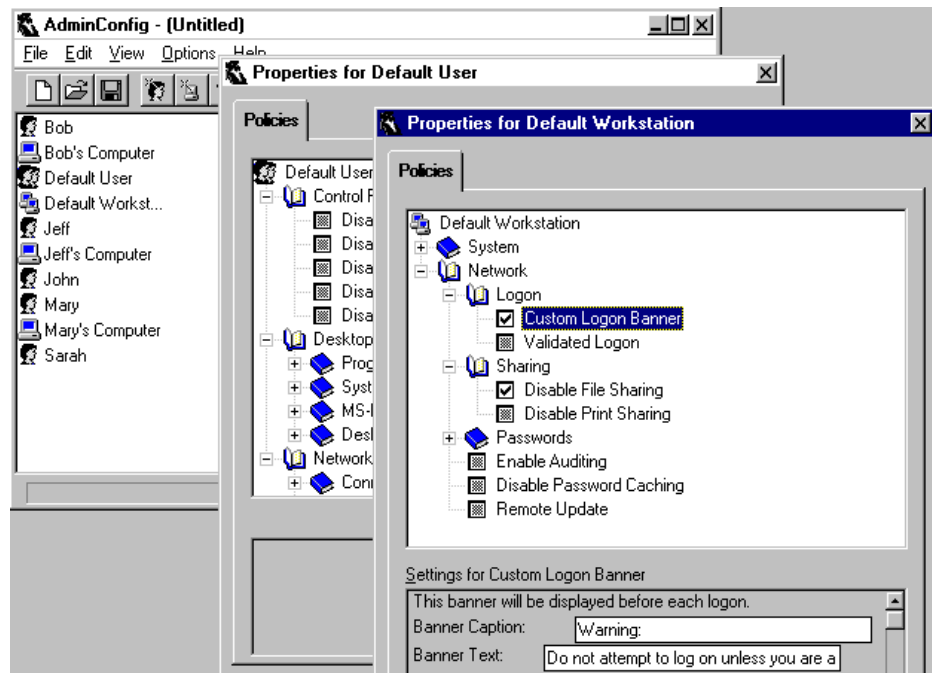 AdminConfig - (Untitled)
File Edit View Options Help
Bob
Bob's Computer
Default User
Default Workst...
Jeff
Jeff's Computer
John
Mary
Mary's Computer
Sarah
Properties for Default User
Policies
Default User
Control
Disa
Disa
Disa
Disa
Disa
Desktop
Prog
Syst
MS-
Desk
Network
Conn
Properties for Default Workstation
Policies
Default Workstation
System
Network
Logon
Custom Logon Banner
Validated Logon
Sharing
Disable File Sharing
Disable Print Sharing
Passwords
Enable Auditing
Disable Password Caching
Remote Update
Settings for Custom Logon Banner
This banner will be displayed before each logon.
Banner Caption: Warning:
Banner Text: Do not attempt to log on unless you are a